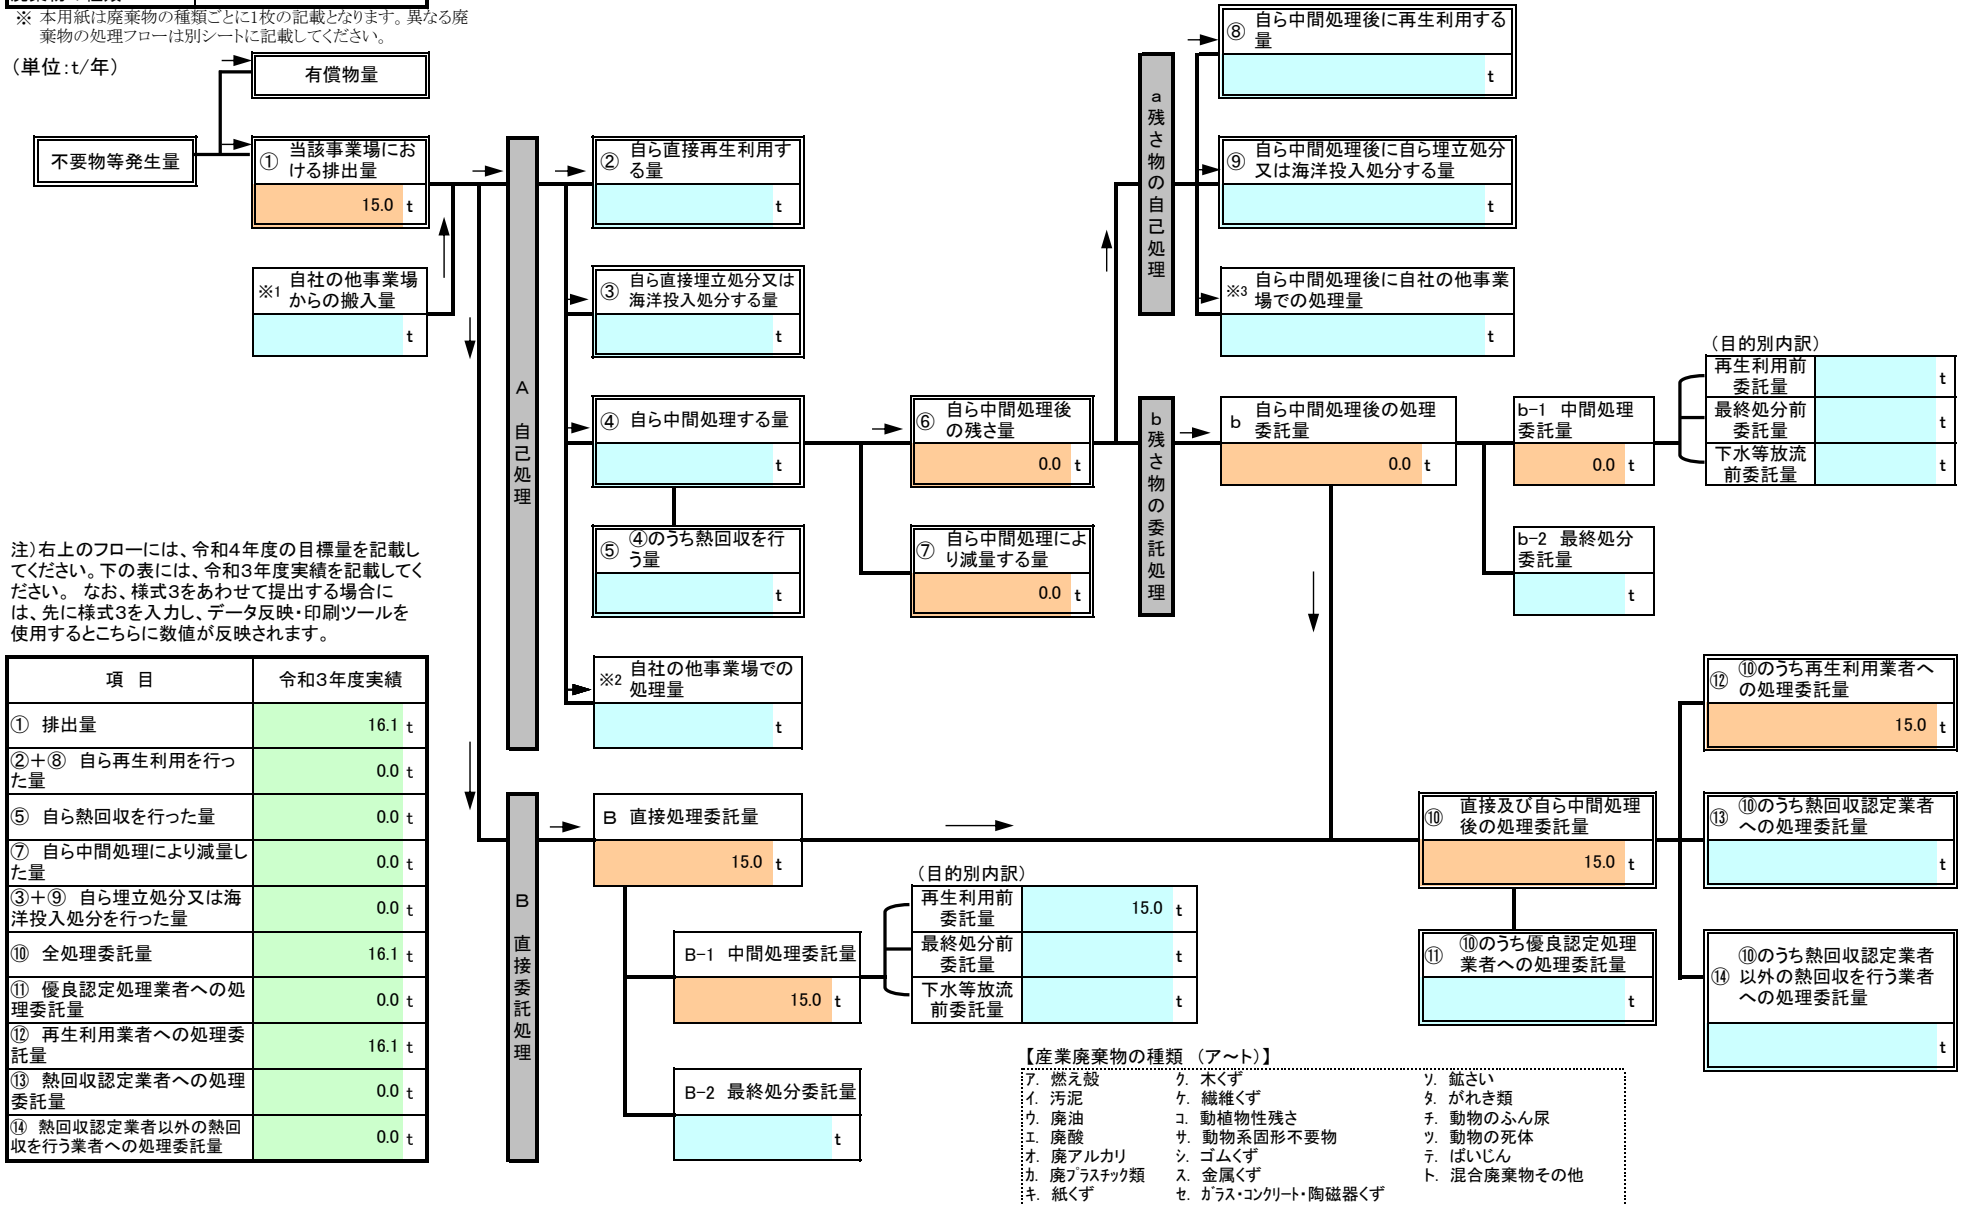 ※ 本用紙は廃棄物の種類ごとに1枚の記載となります。異なる廃
棄物の処理フローは別シートに記載してください。
(単位:t/年)
有償物量
不要物等発生量
① 当該事業場にお
ける排出量
15.0 t
※1 自社の他事業場
からの搬入量
t
A 自己処理
② 自ら直接再生利用す
る量
t
③ 自ら直接埋立処分又は
海洋投入処分する量
t
④ 自ら中間処理する量
t
⑤ ④のうち熱回収を行
う量
t
※2 自社の他事業場での
処理量
t
⑥ 自ら中間処理後
の残さ量
0.0 t
⑦ 自ら中間処理によ
り減量する量
0.0 t
a 残さ物の自己処理
⑧ 自ら中間処理後に再生利用する
量
t
⑨ 自ら中間処理後に自ら埋立処分
又は海洋投入処分する量
t
※3 自ら中間処理後に自社の他事業
場での処理量
t
b 残さ物の委託処理
b 自ら中間処理後の処理
委託量
0.0 t
b-1 中間処理
委託量
0.0 t
(目的別内訳)
再生利用前
委託量
t
最終処分前
委託量
t
下水等放流
前委託量
t
b-2 最終処分
委託量
t
注)右上のフローには、令和4年度の目標量を記載し
てください。下の表には、令和3年度実績を記載してく
ださい。 なお、様式3をあわせて提出する場合に
は、先に様式3を入力し、データ反映・印刷ツールを
使用するとこちらに数値が反映されます。
項 目 令和3年度実績
① 排出量 16.1 t
②+⑧ 自ら再生利用を行っ
た量
0.0 t
⑤ 自ら熱回収を行った量 0.0 t
⑦ 自ら中間処理により減量し
た量
0.0 t
③+⑨ 自ら埋立処分又は海
洋投入処分を行った量
0.0 t
⑩ 全処理委託量 16.1 t
⑪ 優良認定処理業者への処
理委託量
0.0 t
⑫ 再生利用業者への処理委
託量
16.1 t
⑬ 熱回収認定業者への処理
委託量
0.0 t
⑭ 熱回収認定業者以外の熱回
収を行う業者への処理委託量
0.0 t
B 直接委託処理
B 直接処理委託量
15.0 t
B-1 中間処理委託量
15.0 t
(目的別内訳)
再生利用前
委託量
15.0 t
最終処分前
委託量
t
下水等放流
前委託量
t
B-2 最終処分委託量
t
⑩ 直接及び自ら中間処理
後の処理委託量
15.0 t
⑪ ⑩のうち優良認定処理
業者への処理委託量
t
⑫ ⑩のうち再生利用業者へ
の処理委託量
15.0 t
⑬ ⑩のうち熱回収認定業者
への処理委託量
t
⑭ ⑩のうち熱回収認定業者
以外の熱回収を行う業者
への処理委託量
t
【産業廃棄物の種類 (ア~ト)】
ア. 燃え殻 ク. 木くず ソ. 鉱さい
イ. 汚泥 ケ. 繊維くず タ. がれき類
ウ. 廃油 コ. 動植物性残さ チ. 動物のふん尿
エ. 廃酸 サ. 動物系固形不要物 ツ. 動物の死体
オ. 廃アルカリ シ. ゴムくず テ. ばいじん
カ. 廃プラスチック類 ス. 金属くず ト. 混合廃棄物その他
キ. 紙くず セ. ガラス・コンクリート・陶磁器くず